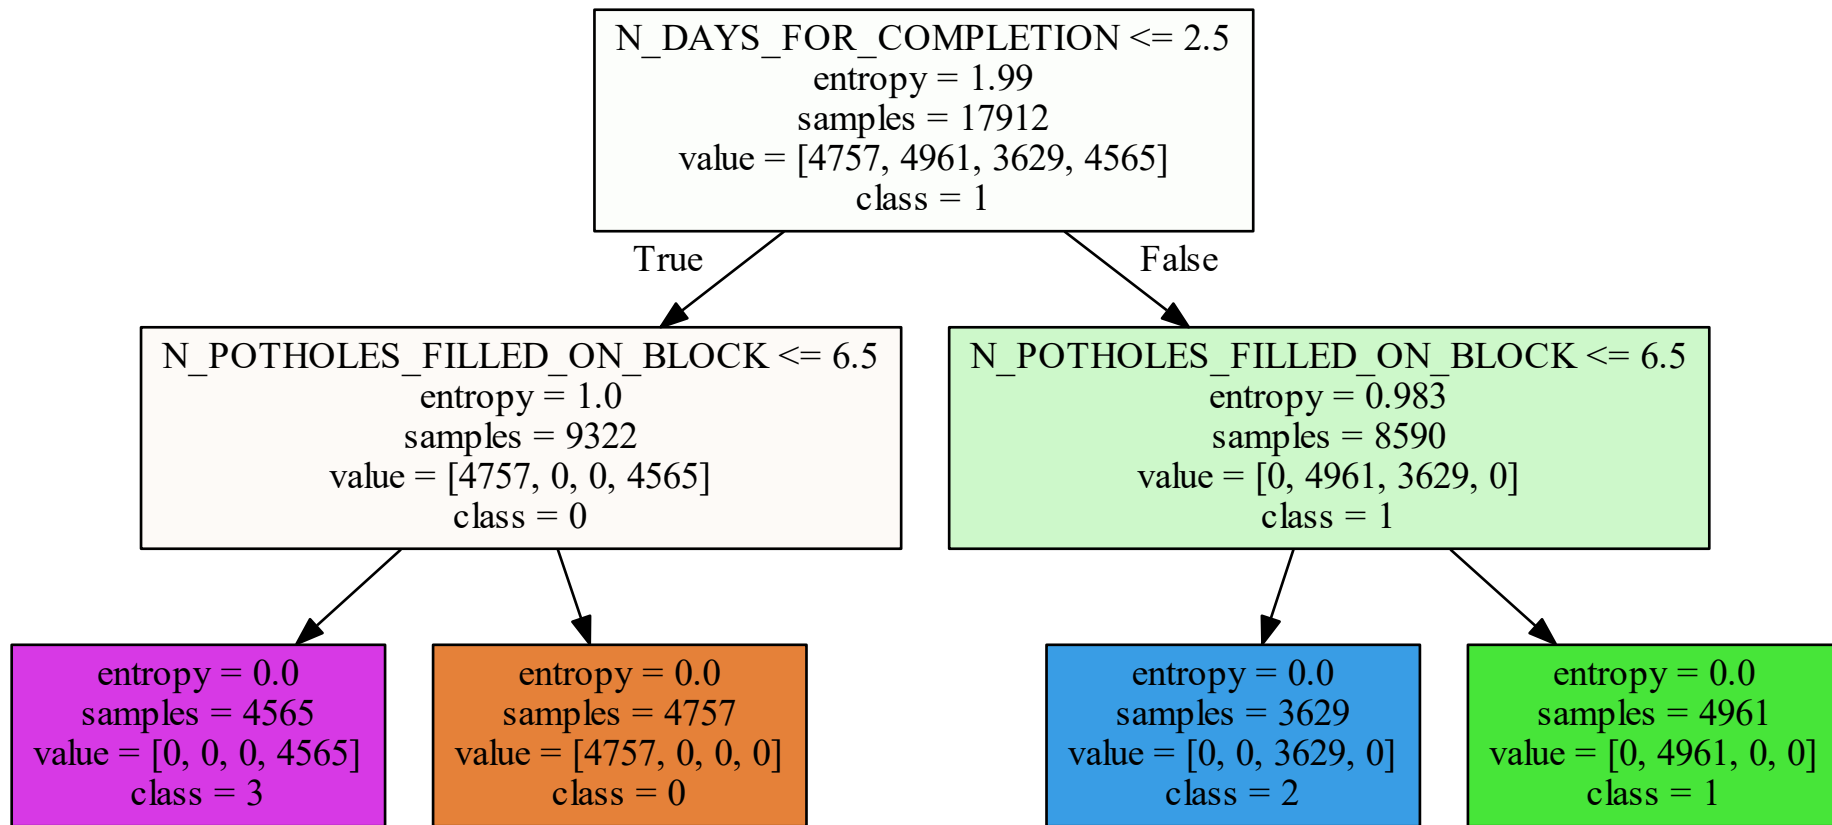 N_DAYS_FOR_COMPLETION <= 2.5
entropy = 1.99
samples = 17912
value = [4757, 4961, 3629, 4565]
class = 1
True
False
N_POTHOLES_FILLED_ON_BLOCK <= 6.5
entropy = 1.0
samples = 9322
value = [4757, 0, 0, 4565]
class = 0
N_POTHOLES_FILLED_ON_BLOCK <= 6.5
entropy = 0.983
samples = 8590
value = [0, 4961, 3629, 0]
class = 1
entropy = 0.0
samples = 4565
value = [0, 0, 0, 4565]
class = 3
entropy = 0.0
samples = 4757
value = [4757, 0, 0, 0]
class = 0
entropy = 0.0
samples = 3629
value = [0, 0, 3629, 0]
class = 2
entropy = 0.0
samples = 4961
value = [0, 4961, 0, 0]
class = 1